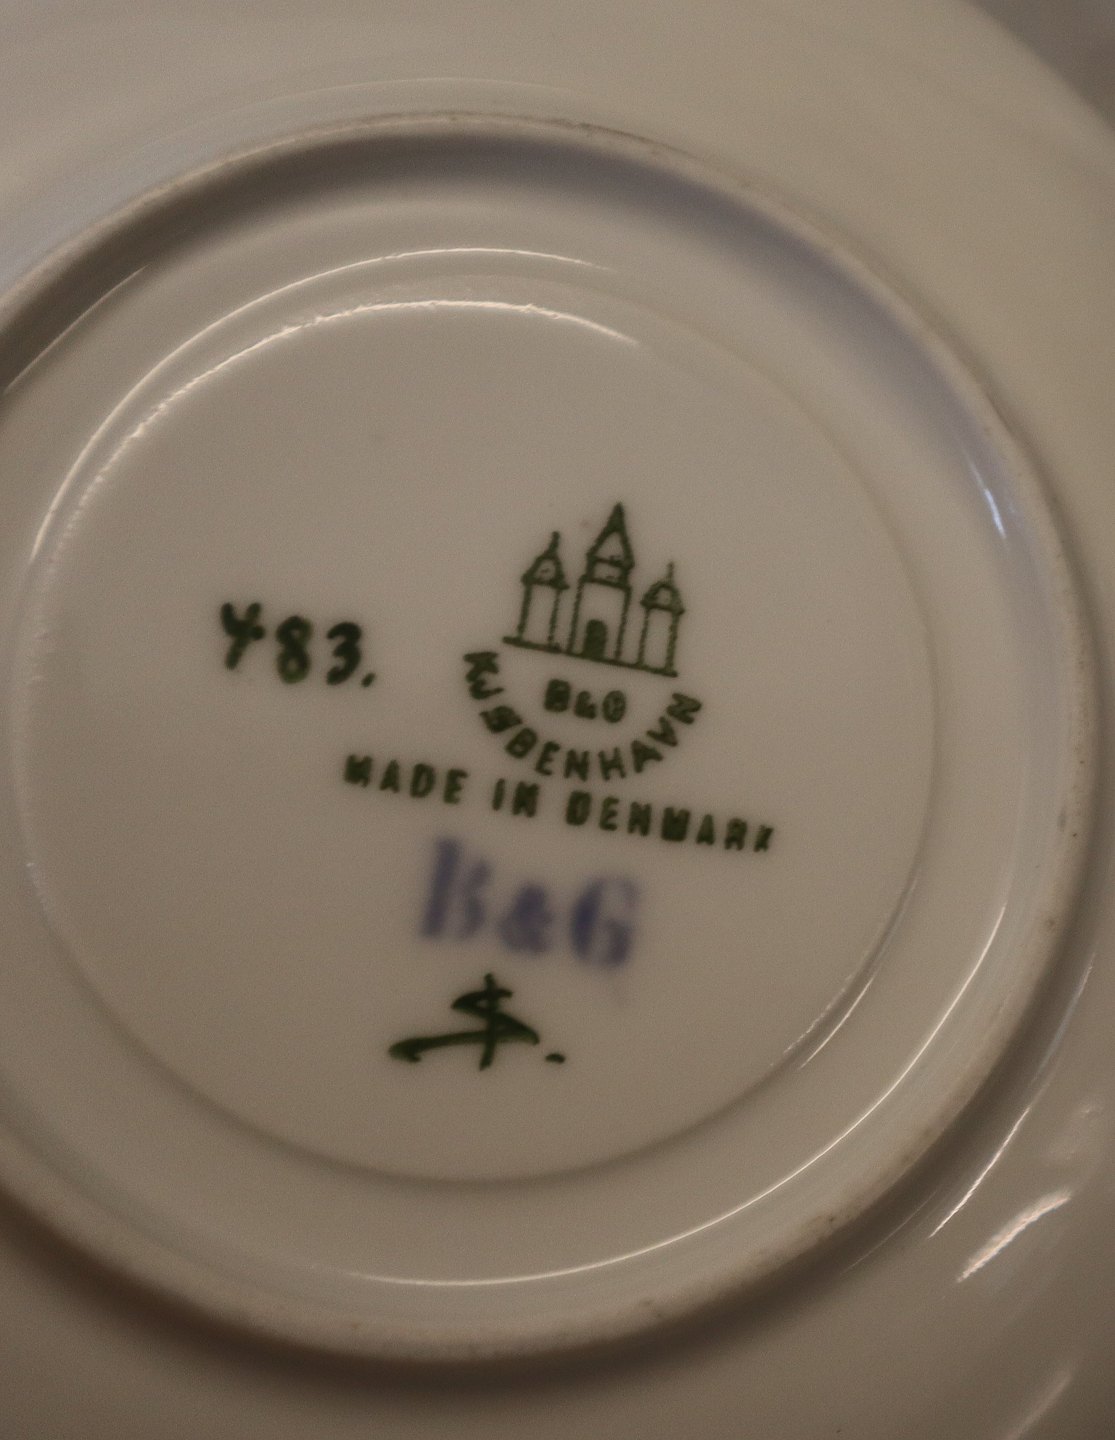 483.
B&G
KJØBENHAVN
MADE IN DENMARK
B&G
S.